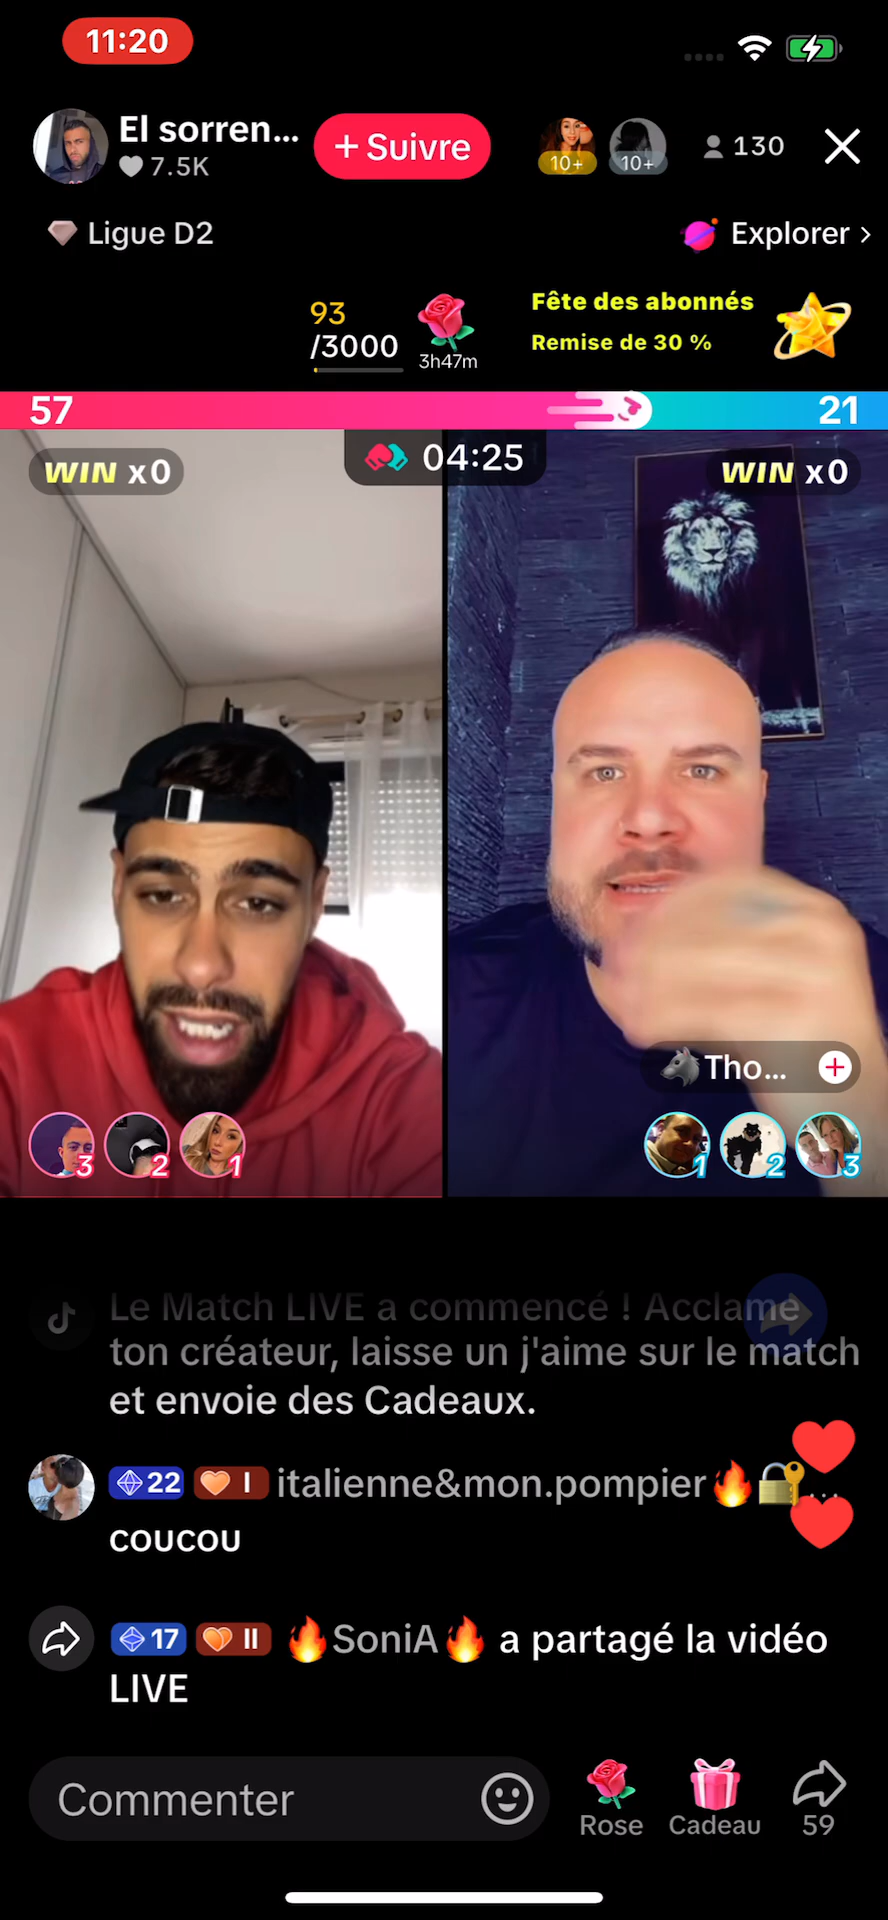 11:20
El sorren...
7.5K
+ Suivre
10+
10+
130
Ligue D2
Explorer >
93
/3000
3h47m
Fête des abonnés
Remise de 30 %
57
21
WIN x0
04:25
WIN x0
Tho...
3
2
1
1
2
3
Le Match LIVE a commencé ! Acclame
ton créateur, laisse un j'aime sur le match
et envoie des Cadeaux.
22 I italienne&mon.pompier🔥🔐...
coucou
17 II 🔥SoniA🔥 a partagé la vidéo
LIVE
Commenter
Rose
Cadeau
59